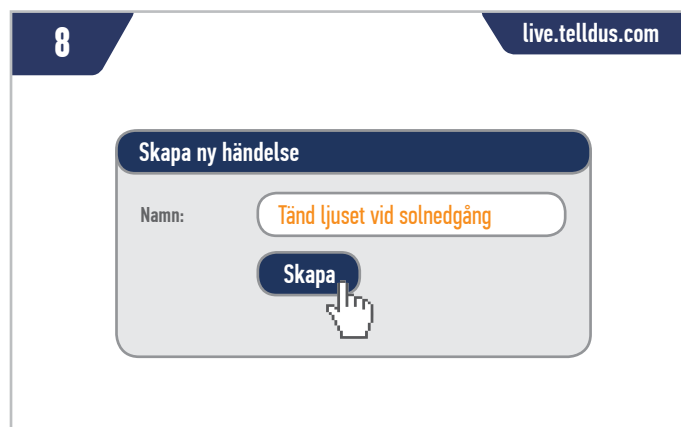 8
live.telldus.com
Skapa ny händelse
Namn:
Tänd ljuset vid solnedgång
Skapa